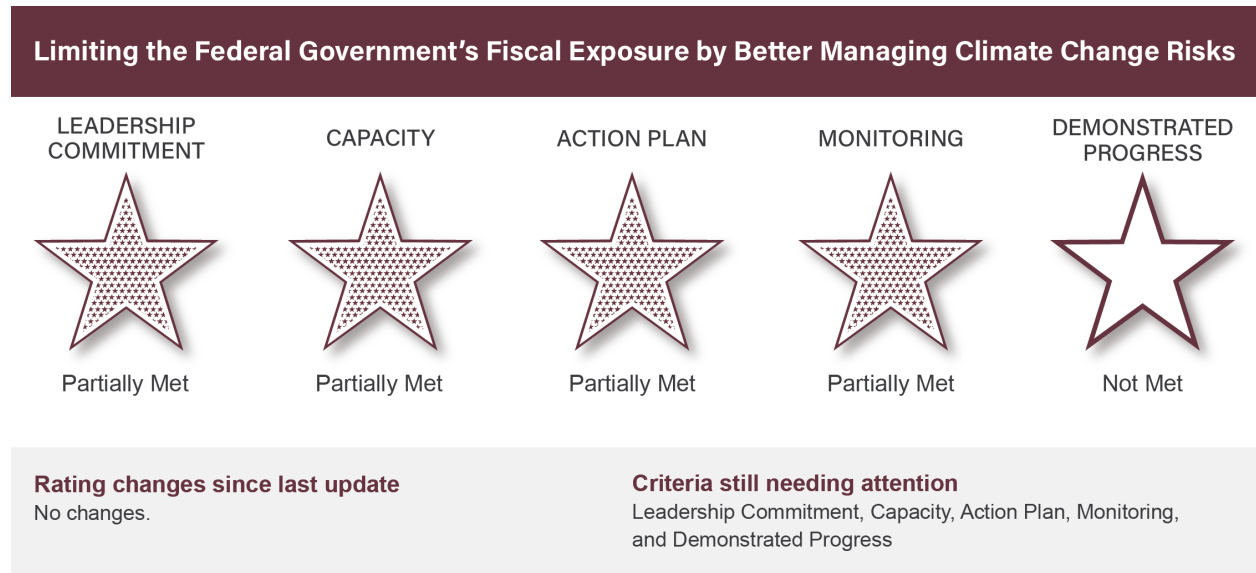 Limiting the Federal Government’s Fiscal Exposure by Better Managing Climate Change Risks
LEADERSHIP
COMMITMENT
CAPACITY
ACTION PLAN
MONITORING
DEMONSTRATED
PROGRESS
Partially Met
Partially Met
Partially Met
Partially Met
Not Met
Rating changes since last update
No changes.
Criteria still needing attention
Leadership Commitment, Capacity, Action Plan, Monitoring,
and Demonstrated Progress